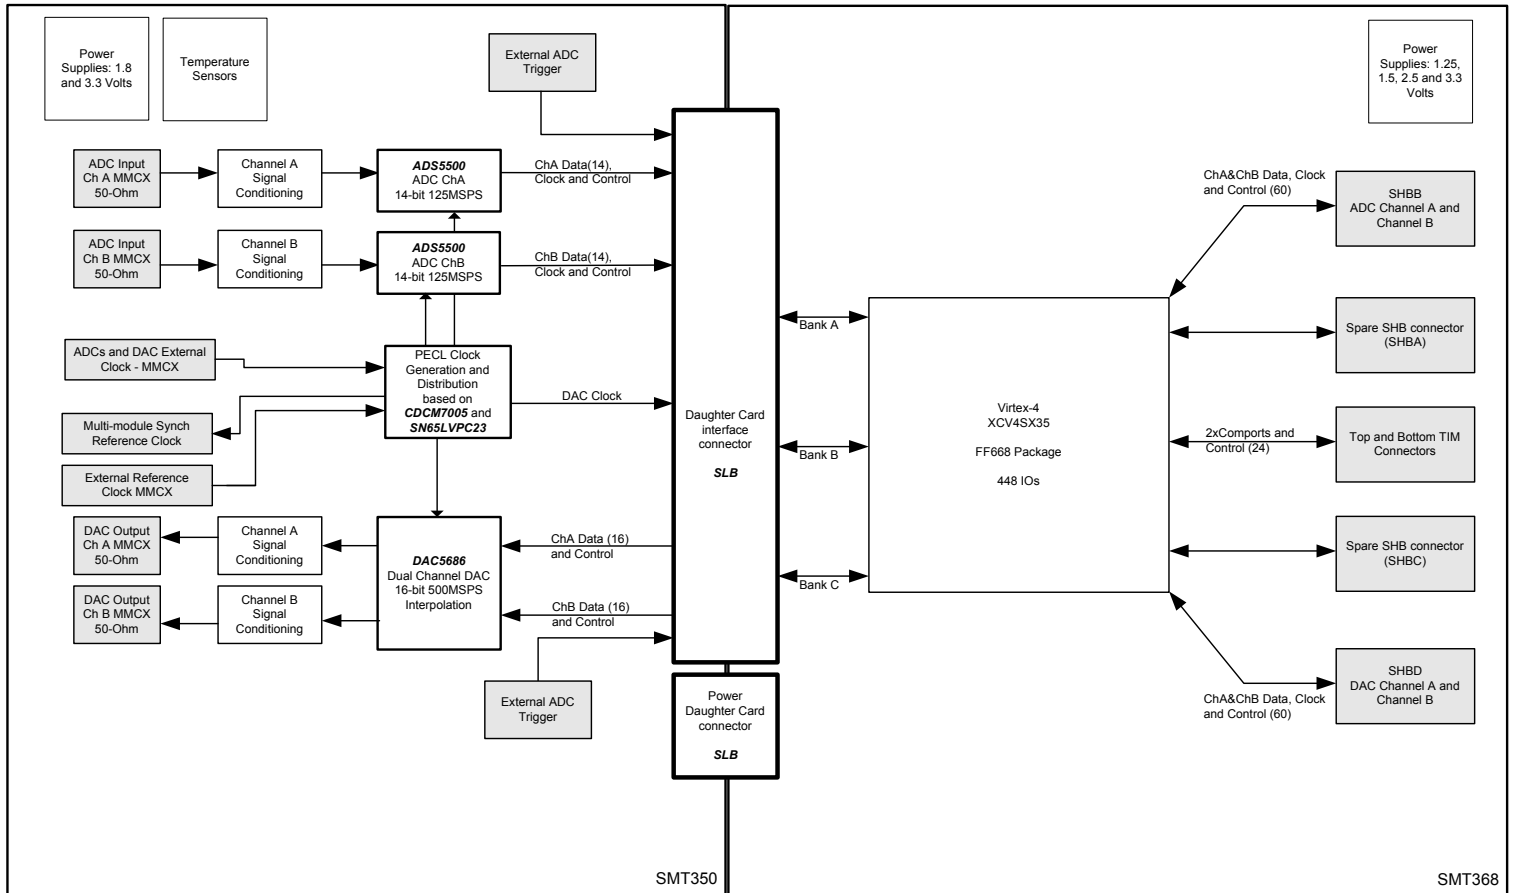 Power
Supplies: 1.8
and 3.3 Volts
Temperature
Sensors
External ADC
Trigger
Power
Supplies: 1.25,
1.5, 2.5 and 3.3
Volts
ADC Input
Ch A MMCX
50-Ohm
Channel A
Signal
Conditioning
ADS5500
ADC ChA
14-bit 125MSPS
ChA Data(14),
Clock and Control
ADC Input
Ch B MMCX
50-Ohm
Channel B
Signal
Conditioning
ADS5500
ADC ChB
14-bit 125MSPS
ChB Data(14),
Clock and Control
ADCs and DAC External
Clock - MMCX
Multi-module Synch
Reference Clock
External Reference
Clock MMCX
PECL Clock
Generation and
Distribution
based on
CDCM7005 and
SN65LVPC23
DAC Clock
DAC Output
Ch A MMCX
50-Ohm
Channel A
Signal
Conditioning
DAC Output
Ch B MMCX
50-Ohm
Channel B
Signal
Conditioning
DAC5686
Dual Channel DAC
16-bit 500MSPS
Interpolation
ChA Data (16)
and Control
ChB Data (16)
and Control
External ADC
Trigger
Daughter Card
interface
connector
SLB
Power
Daughter Card
connector
SLB
Bank A
Bank B
Bank C
Virtex-4
XCV4SX35
FF668 Package
448 IOs
ChA&ChB Data, Clock
and Control (60)
SHBB
ADC Channel A and
Channel B
Spare SHB connector
(SHBA)
2xComports and
Control (24)
Top and Bottom TIM
Connectors
Spare SHB connector
(SHBC)
ChA&ChB Data, Clock
and Control (60)
SHBD
DAC Channel A and
Channel B
SMT350
SMT368